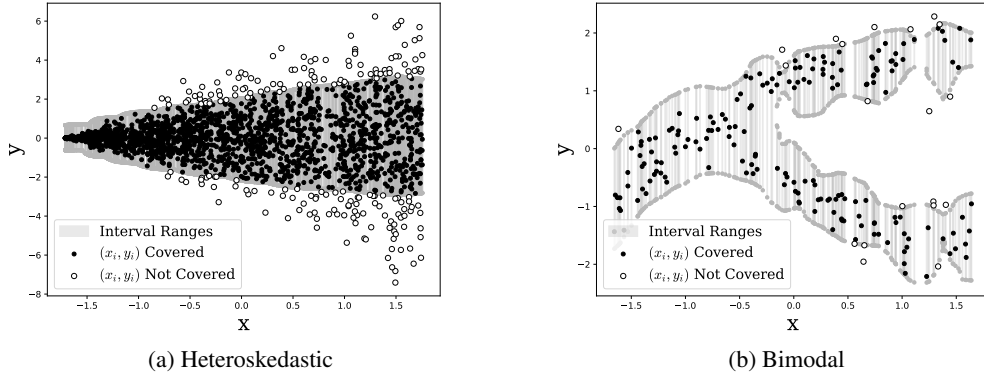 6
4
2
0
−2
−4
−6
−8
y
Interval Ranges
(x_i, y_i) Covered
(x_i, y_i) Not Covered
−1.5 −1.0 −0.5 0.0 0.5 1.0 1.5
x
(a) Heteroskedastic
2
1
0
−1
−2
y
Interval Ranges
(x_i, y_i) Covered
(x_i, y_i) Not Covered
−1.5 −1.0 −0.5 0.0 0.5 1.0 1.5
x
(b) Bimodal